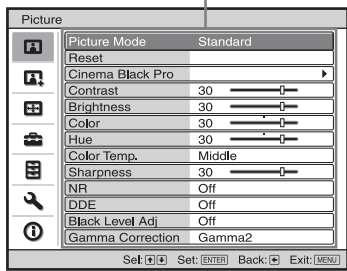 Picture
Picture Mode Standard
Reset
Cinema Black Pro
Contrast 30
Brightness 30
Color 30
Hue 30
Color Temp. Middle
Sharpness 30
NR Off
DDE Off
Black Level Adj Off
Gamma Correction Gamma2
Sel: Set: ENTER Back: Exit: MENU